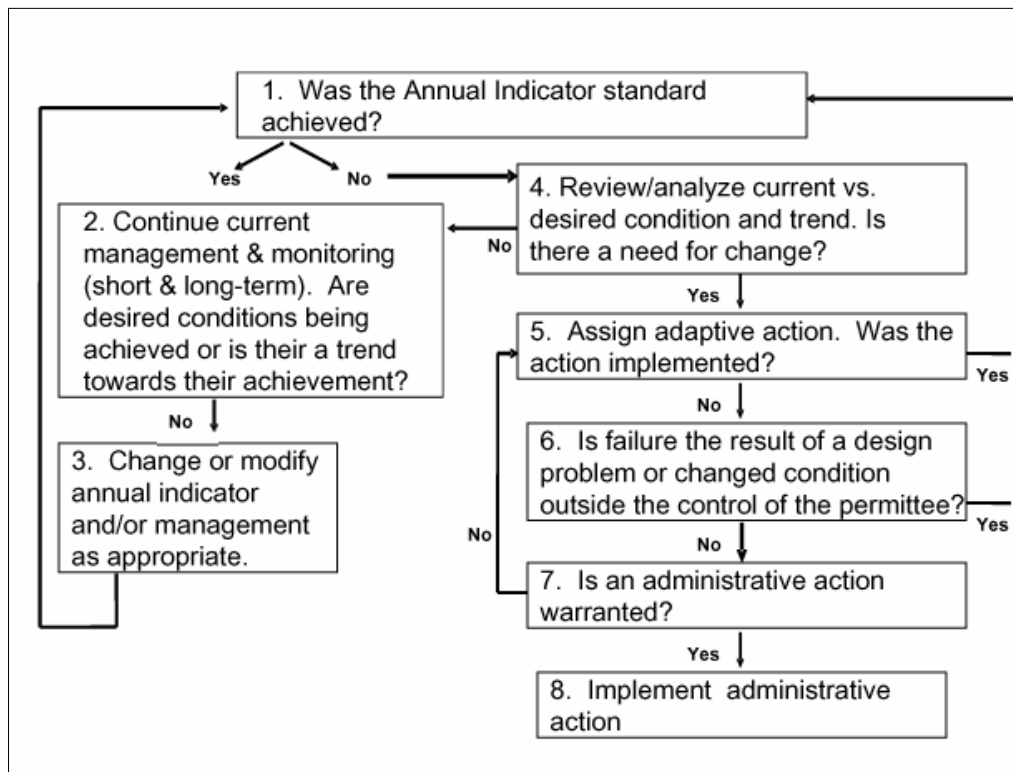 1. Was the Annual Indicator standard
achieved?
Yes
No
2. Continue current
management & monitoring
(short & long-term). Are
desired conditions being
achieved or is their a trend
towards their achievement?
No
3. Change or modify
annual indicator
and/or management
as appropriate.
4. Review/analyze current vs.
desired condition and trend. Is
there a need for change?
No
Yes
5. Assign adaptive action. Was the
action implemented?
Yes
No
6. Is failure the result of a design
problem or changed condition
outside the control of the permittee?
Yes
No
7. Is an administrative action
warranted?
No
Yes
8. Implement administrative
action